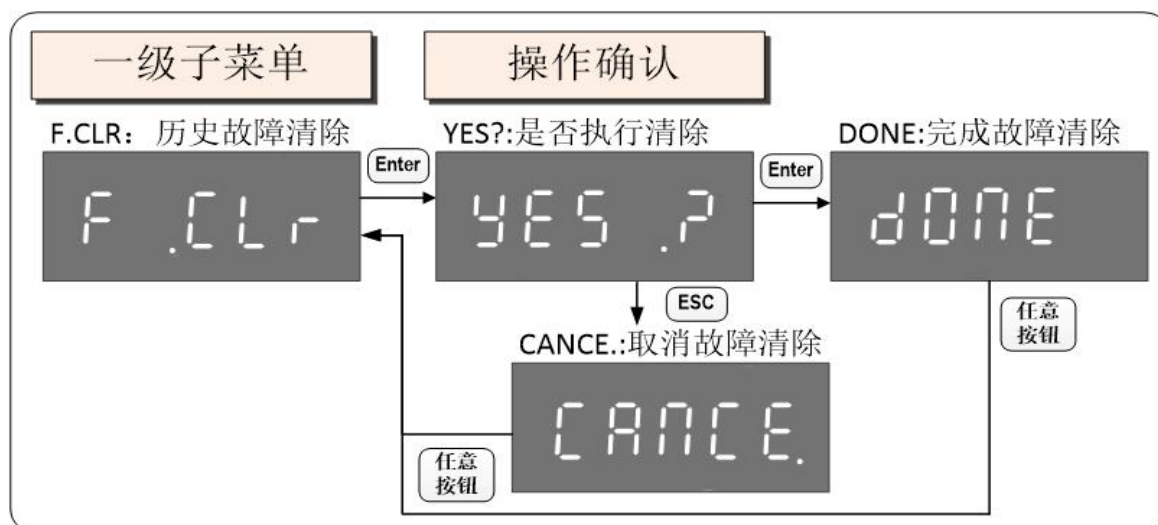 一级子菜单
操作确认
F.CLR： 历史故障清除
YES?:是否执行清除
DONE:完成故障清除
F .CLr
Enter
YES .?
Enter
dONE
ESC
任意
按钮
CANCE.:取消故障清除
CANCE.
任意
按钮